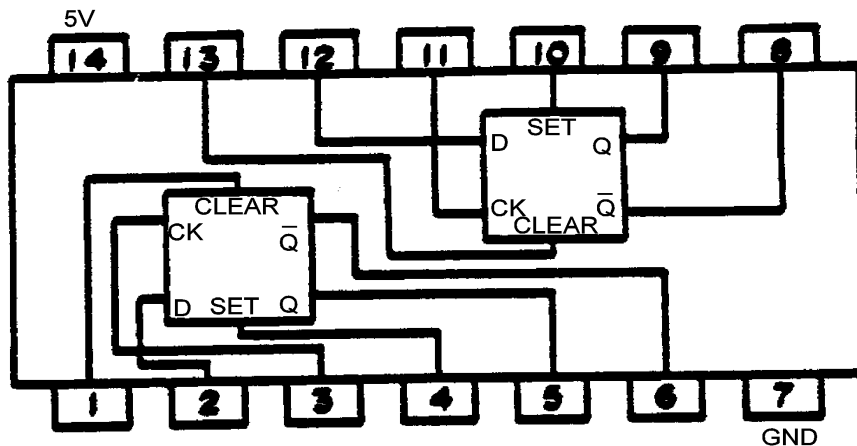 5V
14 13 12 11 10 9 8
SET
D Q
CK Q̅
CLEAR
CLEAR
CK Q̅
D SET Q
1 2 3 4 5 6 7
GND